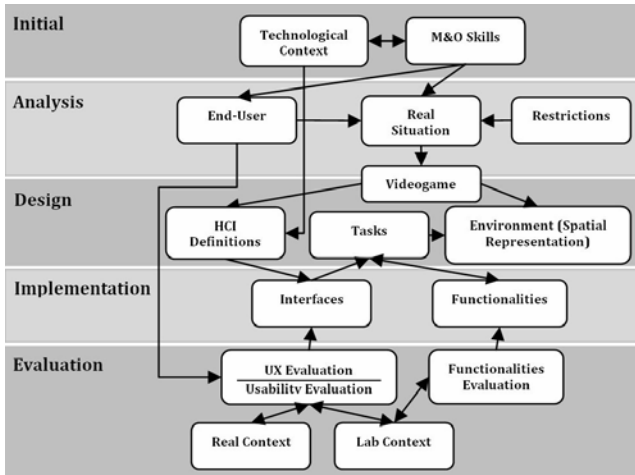 Initial
Technological
Context
M&O Skills
Analysis
End-User
Real
Situation
Restrictions
Videogame
Design
HCI
Definitions
Tasks
Environment (Spatial
Representation)
Implementation
Interfaces
Functionalities
Evaluation
UX Evaluation
Usability Evaluation
Functionalities
Evaluation
Real Context
Lab Context